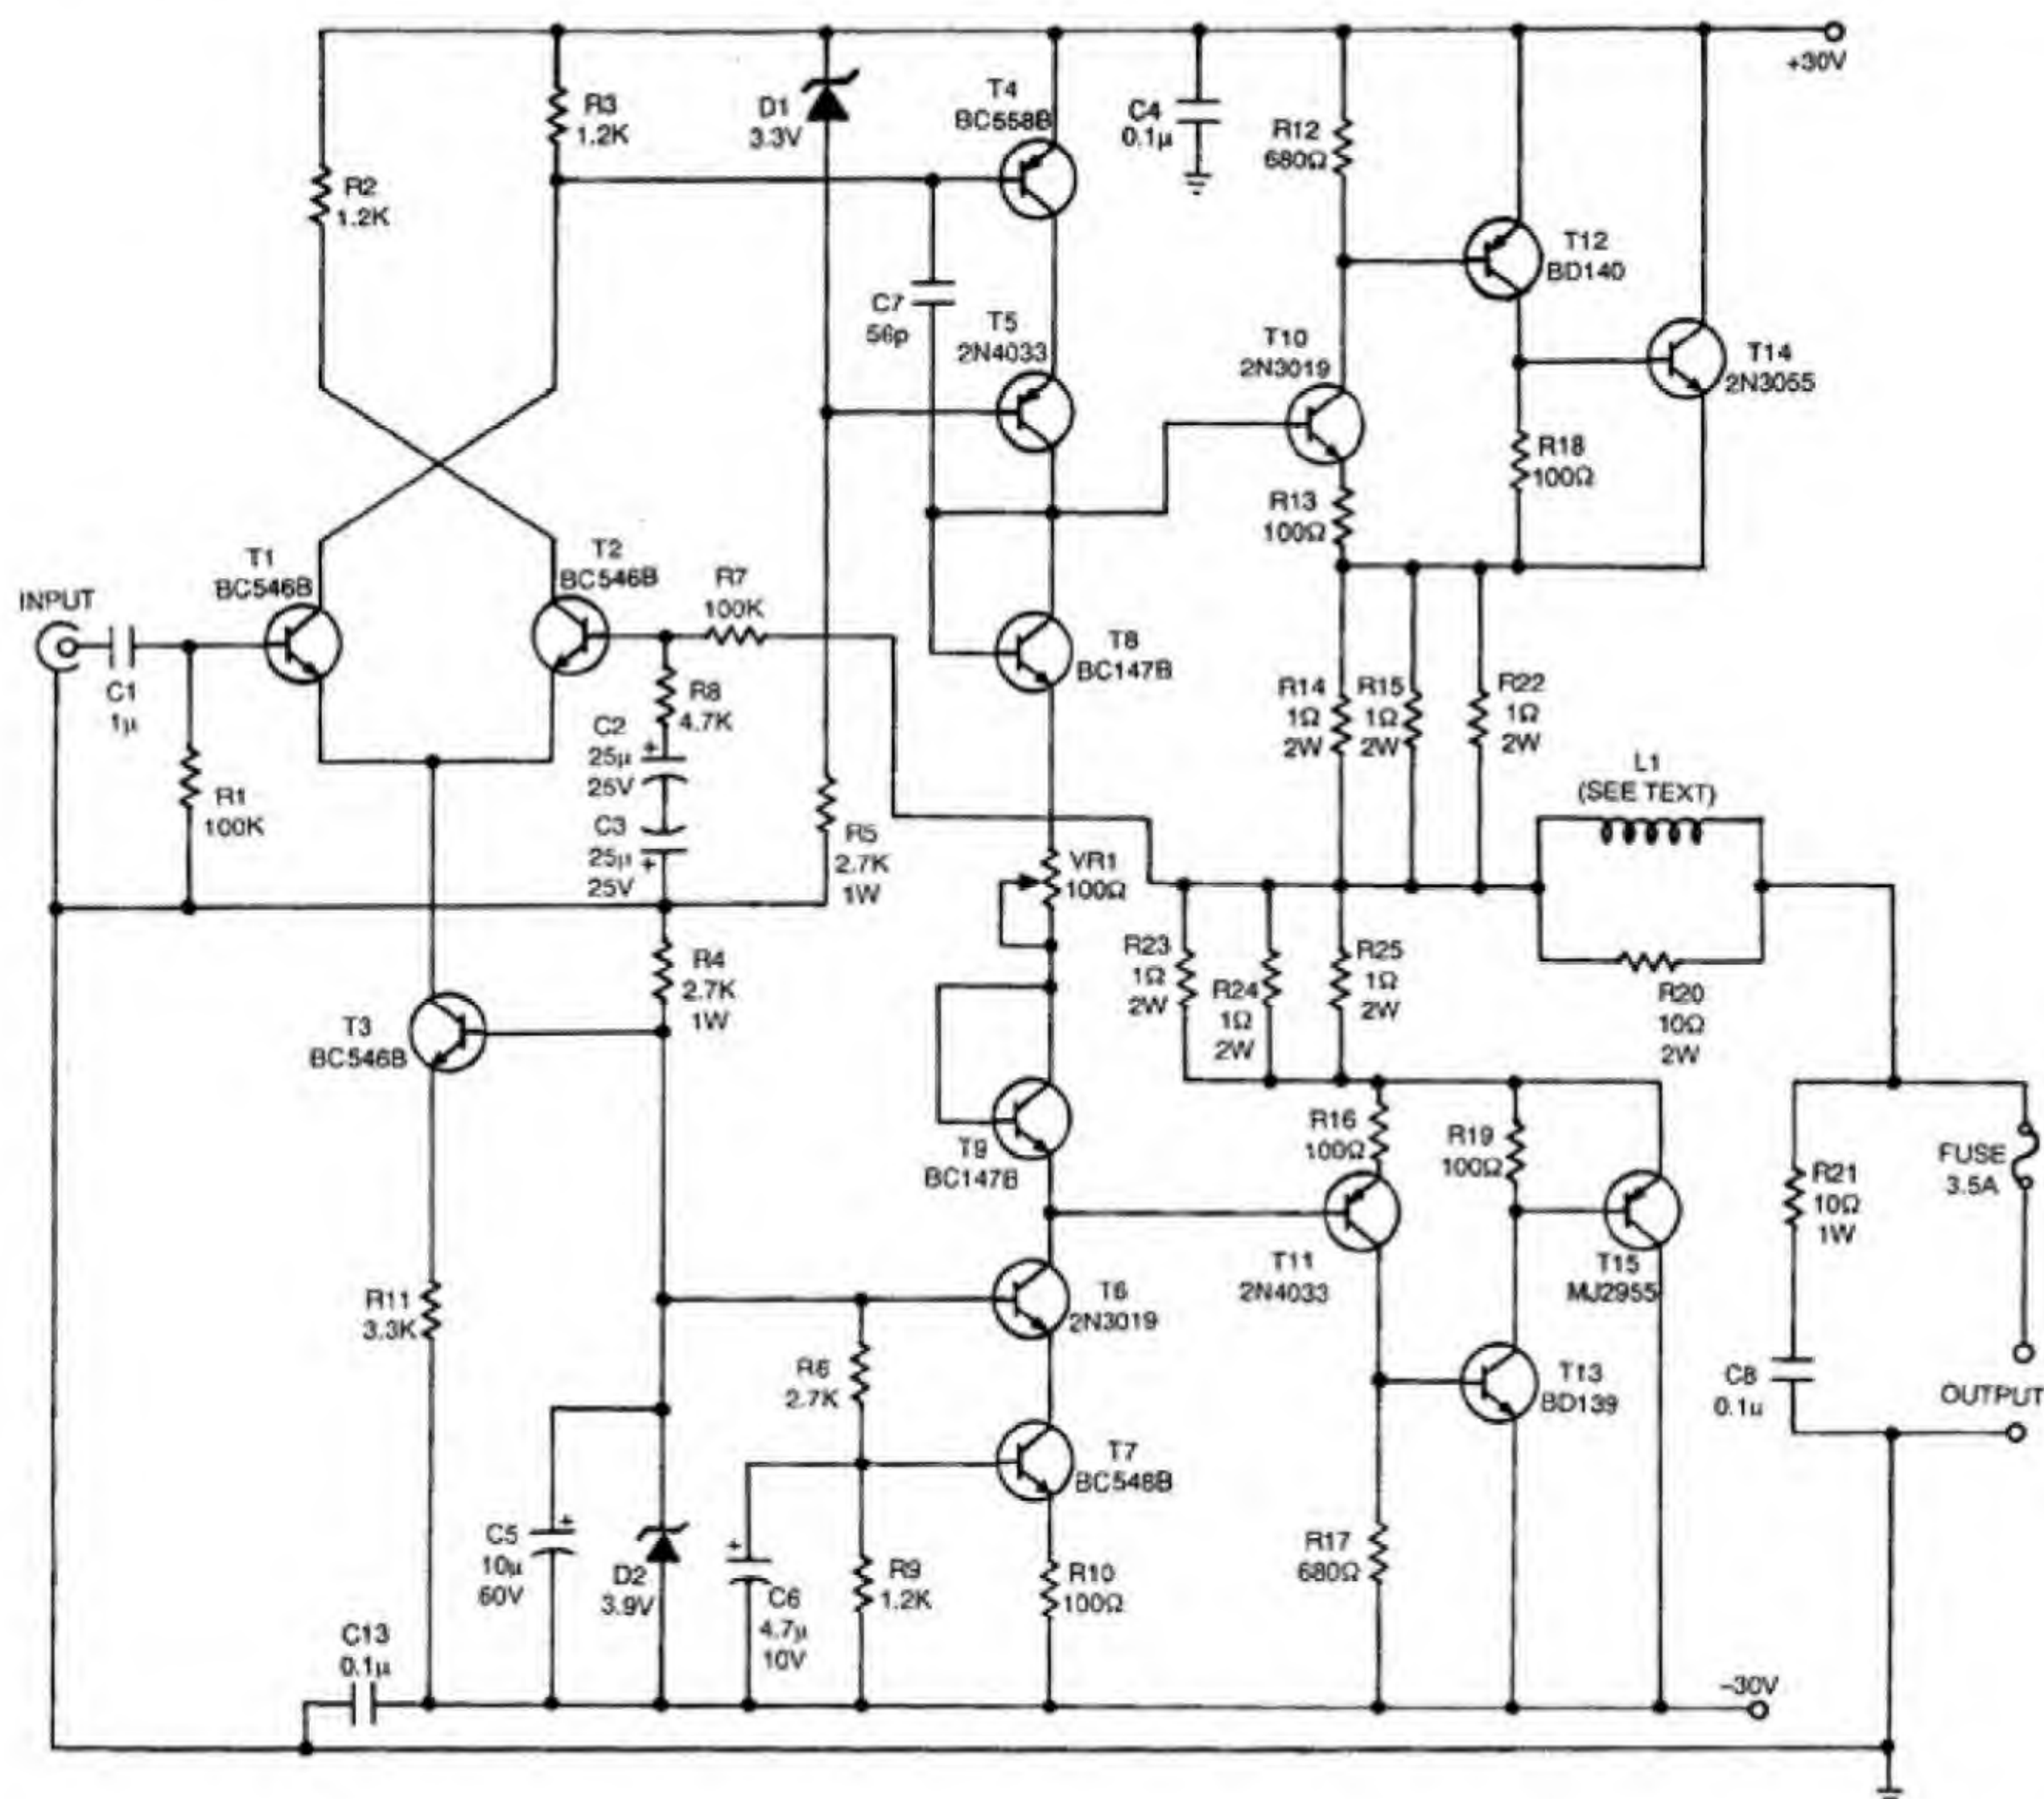 +30V
R3
1.2K
D1
3.3V
T4
BC558B
C4
0.1µ
R12
680Ω
R2
1.2K
T12
BD140
C7
56p
T5
2N4033
T10
2N3019
T14
2N3055
R18
100Ω
R13
100Ω
T1
BC546B
T2
BC546B
R7
100K
INPUT
C1
1µ
R8
4.7K
T8
BC147B
R14
1Ω
2W
R15
1Ω
2W
R22
1Ω
2W
C2
25µ
25V
+
L1
(SEE TEXT)
R1
100K
C3
25µ
25V
+
R5
2.7K
1W
VR1
100Ω
R4
2.7K
1W
R23
1Ω
2W
R24
1Ω
2W
R25
1Ω
2W
R20
10Ω
2W
T3
BC546B
R16
100Ω
R19
100Ω
FUSE
3.5A
R21
10Ω
1W
T9
BC147B
T11
2N4033
T15
MJ2955
R11
3.3K
T6
2N3019
R6
2.7K
C8
0.1u
T13
BD139
OUTPUT
T7
BC546B
C5
10µ
60V
+
D2
3.9V
+
C6
4.7µ
10V
R9
1.2K
R10
100Ω
R17
680Ω
C13
0.1µ
–30V